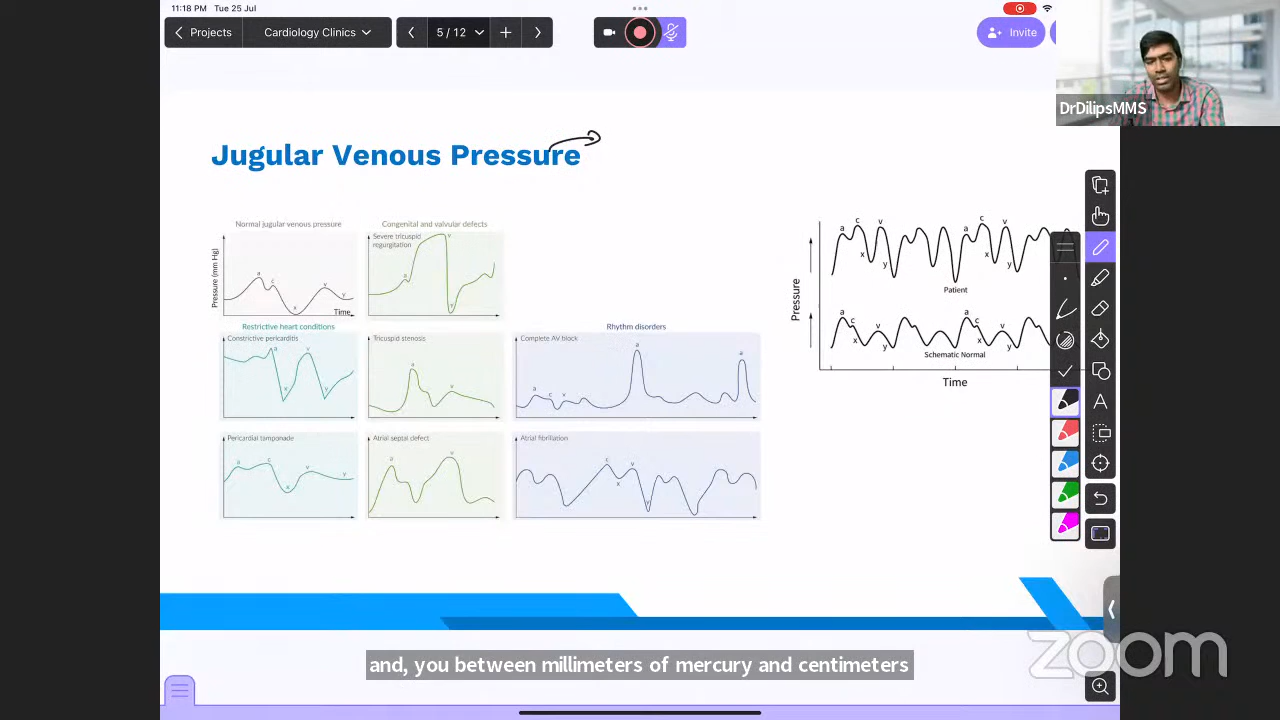 11:18 PM Tue 25 Jul
Projects
Cardiology Clinics
5 / 12
Invite
DrDilipsMMS
Jugular Venous Pressure
Normal jugular venous pressure
Pressure (mm Hg)
a
c
x
v
y
Time
Congenital and valvular defects
Severe tricuspid
regurgitation
a
v
y
Restrictive heart conditions
Constrictive pericarditis
a
v
x
y
Tricuspid stenosis
a
v
Rhythm disorders
Complete AV block
a
c
v
a
a
Pericardial tamponade
a
c
x
v
y
Atrial septal defect
a
v
Atrial fibrillation
c
v
x
y
Pressure
a
c
v
x
y
a
c
v
x
y
Patient
a
c
x
v
y
a
c
x
v
y
Schematic Normal
Time
A
and, you between millimeters of mercury and centimeters
zoom